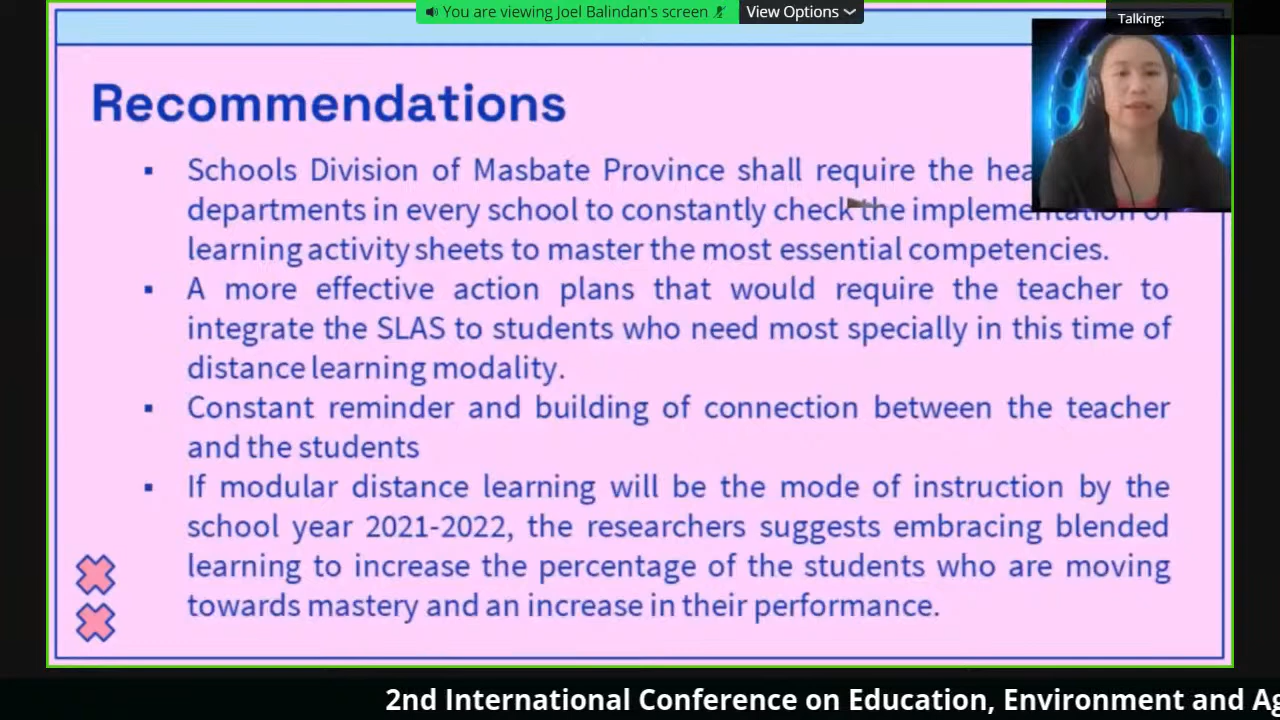 You are viewing Joel Balindan's screen
View Options
Talking:
Recommendations
▪ Schools Division of Masbate Province shall require the
departments in every school to constantly check the implementation of
learning activity sheets to master the most essential competencies.
▪ A more effective action plans that would require the teacher to
integrate the SLAS to students who need most specially in this time of
distance learning modality.
▪ Constant reminder and building of connection between the teacher
and the students
▪ If modular distance learning will be the mode of instruction by the
school year 2021-2022, the researchers suggests embracing blended
learning to increase the percentage of the students who are moving
towards mastery and an increase in their performance.
2nd International Conference on Education, Environment and